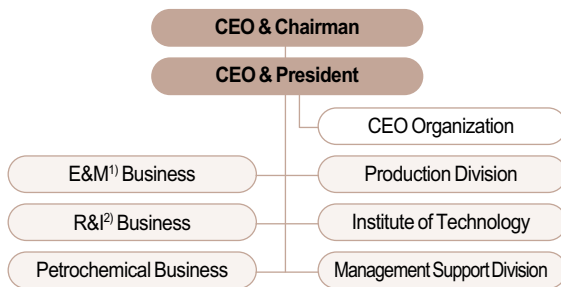 CEO & Chairman
CEO & President
CEO Organization
E&M¹⁾ Business
Production Division
R&I²⁾ Business
Institute of Technology
Petrochemical Business
Management Support Division